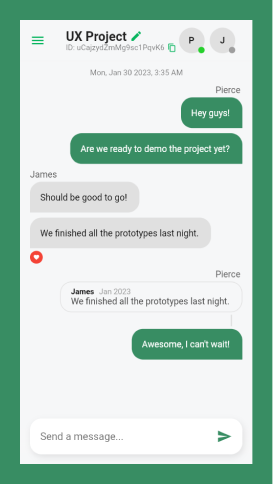 UX Project
ID: uCajzydZmMg9sc1PqvK6
P
J
Mon, Jan 30 2023, 3:35 AM
Pierce
Hey guys!
Are we ready to demo the project yet?
James
Should be good to go!
We finished all the prototypes last night.
Pierce
James Jan 2023
We finished all the prototypes last night.
Awesome, I can't wait!
Send a message...